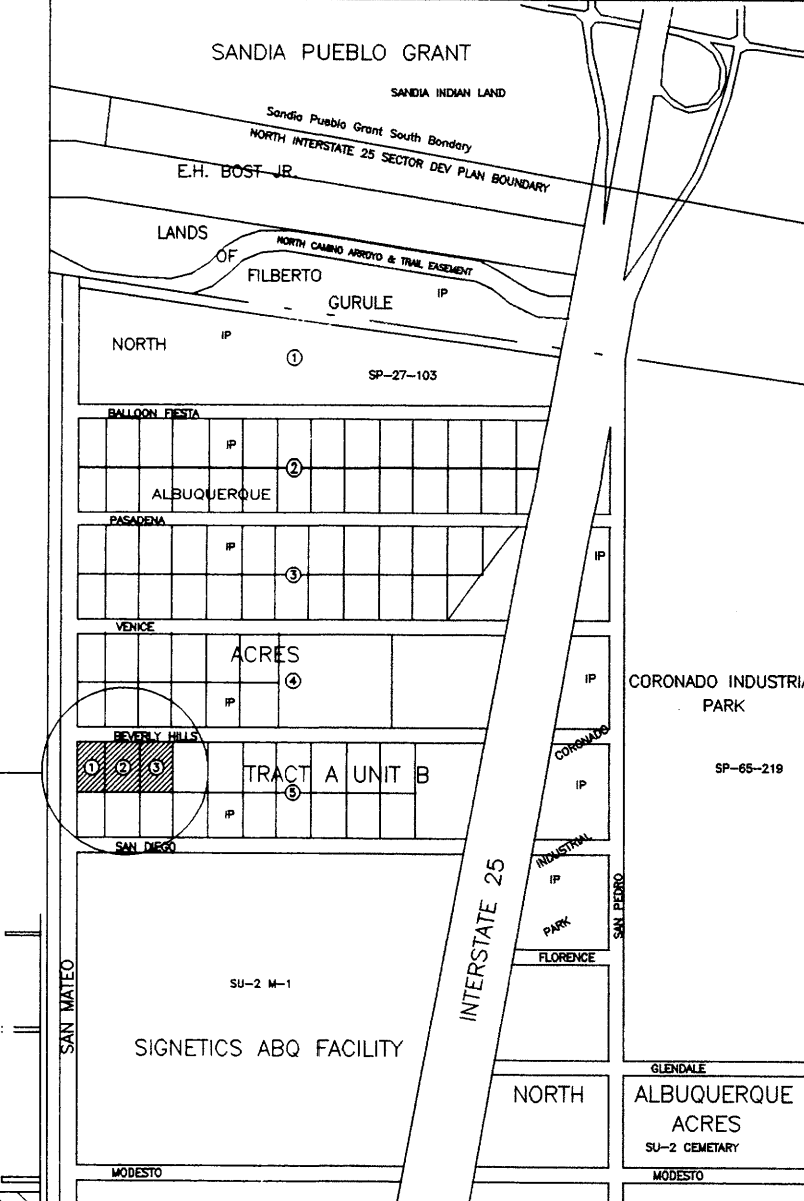 SANDIA PUEBLO GRANT
SANDIA INDIAN LAND
Sandia Pueblo Grant South Bondary
NORTH INTERSTATE 25 SECTOR DEV PLAN BOUNDARY
E.H. BOST JR.
LANDS
OF
NORTH CAMINO ARROYO & TRAIL EASEMENT
FILBERTO
IP
GURULE
IP
NORTH
1
SP-27-103
BALLOON FIESTA
IP
2
ALBUQUERQUE
PASADENA
IP
3
IP
VENICE
ACRES
4
IP
IP
CORONADO INDUSTRIA
PARK
BEVERLY HILLS
CORONADO
1
2
3
TRACT A UNIT B
5
SP-65-219
IP
IP
SAN DIEGO
INDUSTRIAL
IP
PARK
INTERSTATE 25
SAN PEDRO
FLORENCE
SAN MATEO
SU-2 M-1
SIGNETICS ABQ FACILITY
GLENDALE
NORTH
ALBUQUERQUE
ACRES
SU-2 CEMETARY
MODESTO
MODESTO